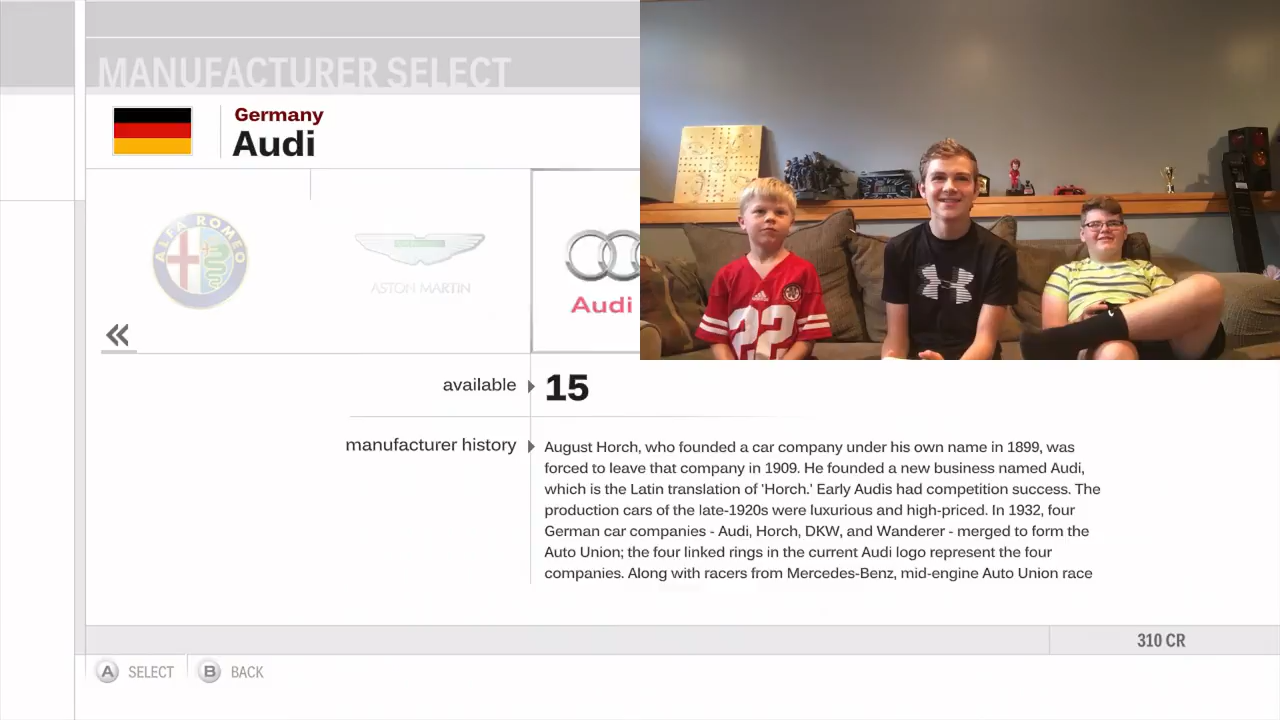 MANUFACTURER SELECT
Germany
Audi
ALFA ROMEO
ASTON MARTIN
Audi
22
available
15
manufacturer history
August Horch, who founded a car company under his own name in 1899, was
forced to leave that company in 1909. He founded a new business named Audi,
which is the Latin translation of 'Horch.' Early Audis had competition success. The
production cars of the late-1920s were luxurious and high-priced. In 1932, four
German car companies - Audi, Horch, DKW, and Wanderer - merged to form the
Auto Union; the four linked rings in the current Audi logo represent the four
companies. Along with racers from Mercedes-Benz, mid-engine Auto Union race
310 CR
A SELECT B BACK